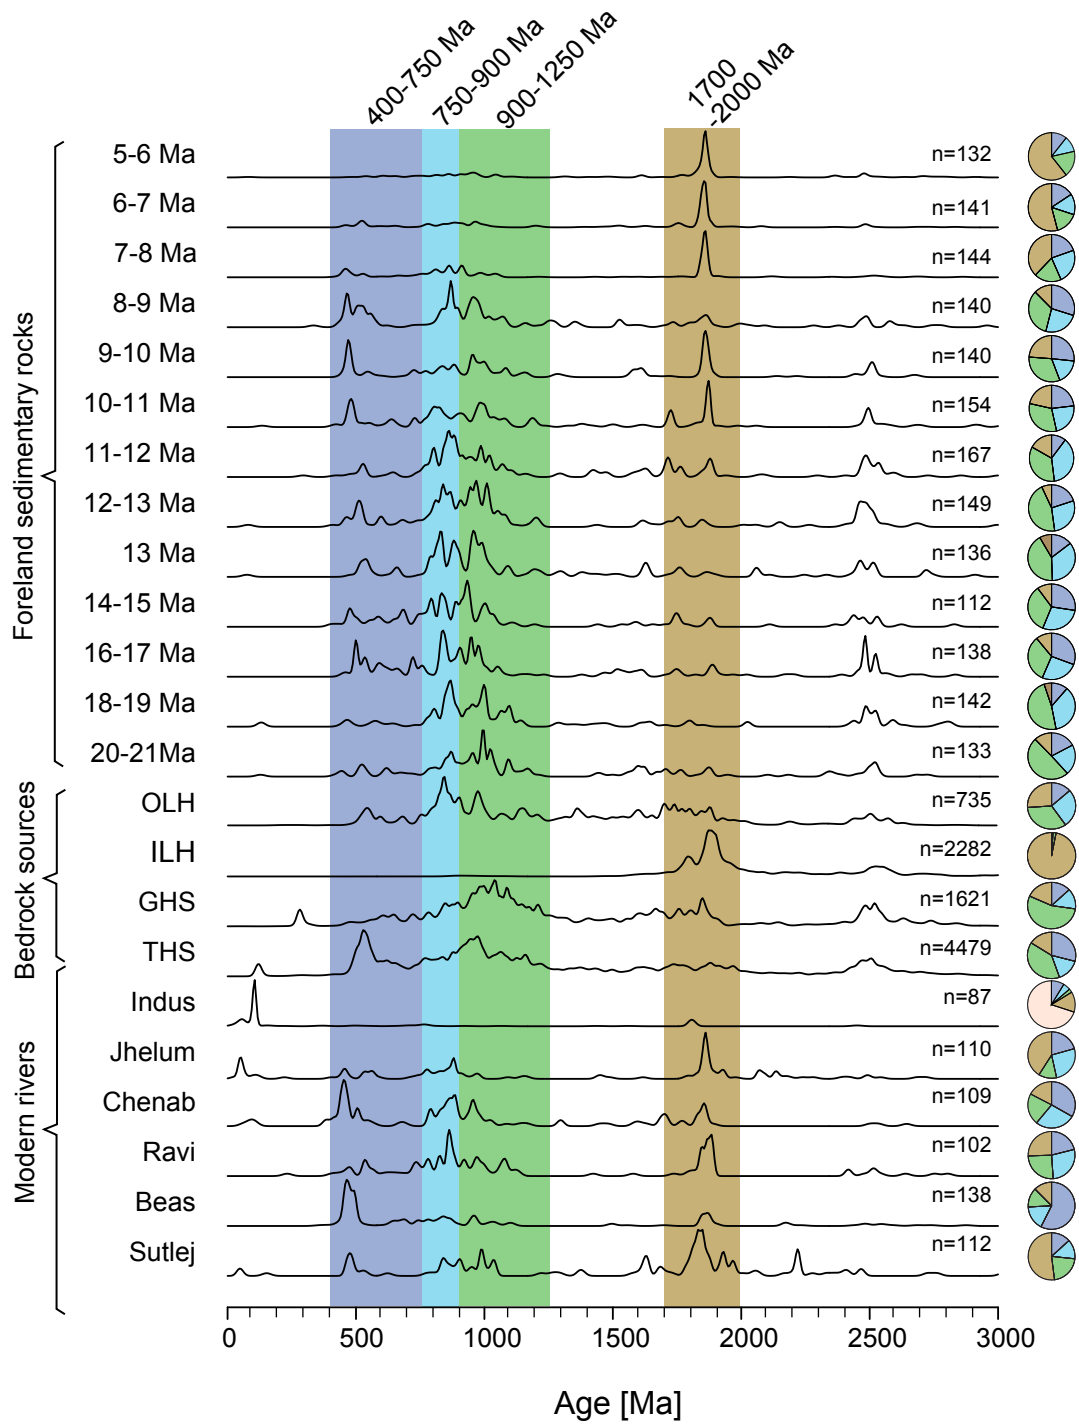 400-750 Ma
750-900 Ma
900-1250 Ma
1700
-2000 Ma
Foreland sedimentary rocks
5-6 Ma n=132
6-7 Ma n=141
7-8 Ma n=144
8-9 Ma n=140
9-10 Ma n=140
10-11 Ma n=154
11-12 Ma n=167
12-13 Ma n=149
13 Ma n=136
14-15 Ma n=112
16-17 Ma n=138
18-19 Ma n=142
20-21Ma n=133
Bedrock sources
OLH n=735
ILH n=2282
GHS n=1621
THS n=4479
Modern rivers
Indus n=87
Jhelum n=110
Chenab n=109
Ravi n=102
Beas n=138
Sutlej n=112
0 500 1000 1500 2000 2500 3000
Age [Ma]